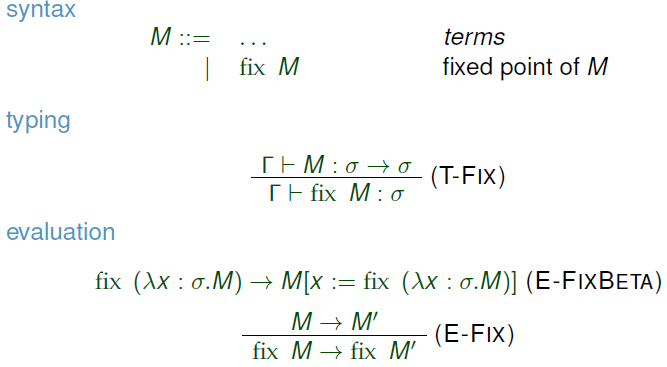 syntax
M ::= … terms
| fix M fixed point of M
typing
Γ ⊢ M : σ → σ
Γ ⊢ fix M : σ (T-FIX)
evaluation
fix (λx : σ.M) → M[x := fix (λx : σ.M)] (E-FIXBETA)
M → M′
fix M → fix M′ (E-FIX)